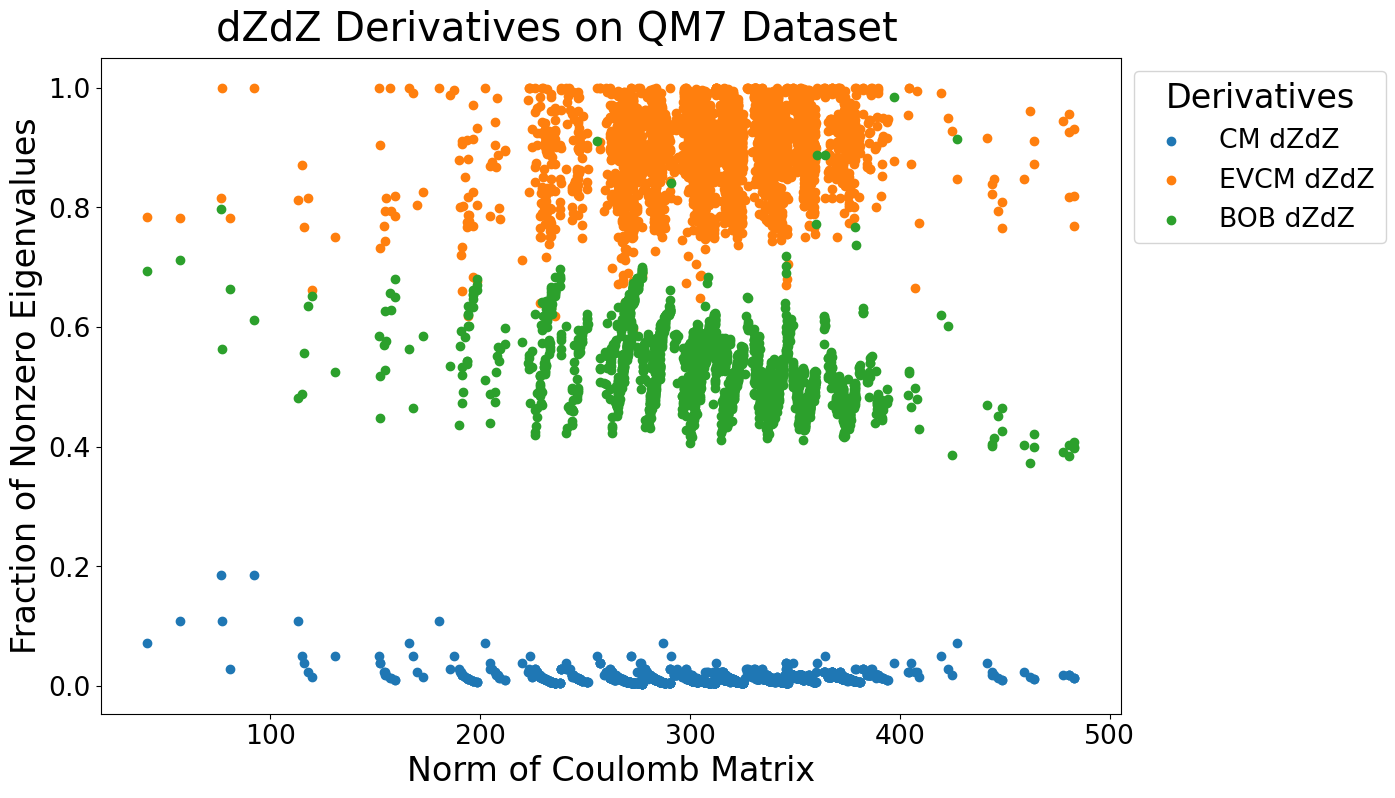 dZdZ Derivatives on QM7 Dataset
Fraction of Nonzero Eigenvalues
1.0
0.8
0.6
0.4
0.2
0.0
100
200
300
400
500
Norm of Coulomb Matrix
Derivatives
CM dZdZ
EVCM dZdZ
BOB dZdZ